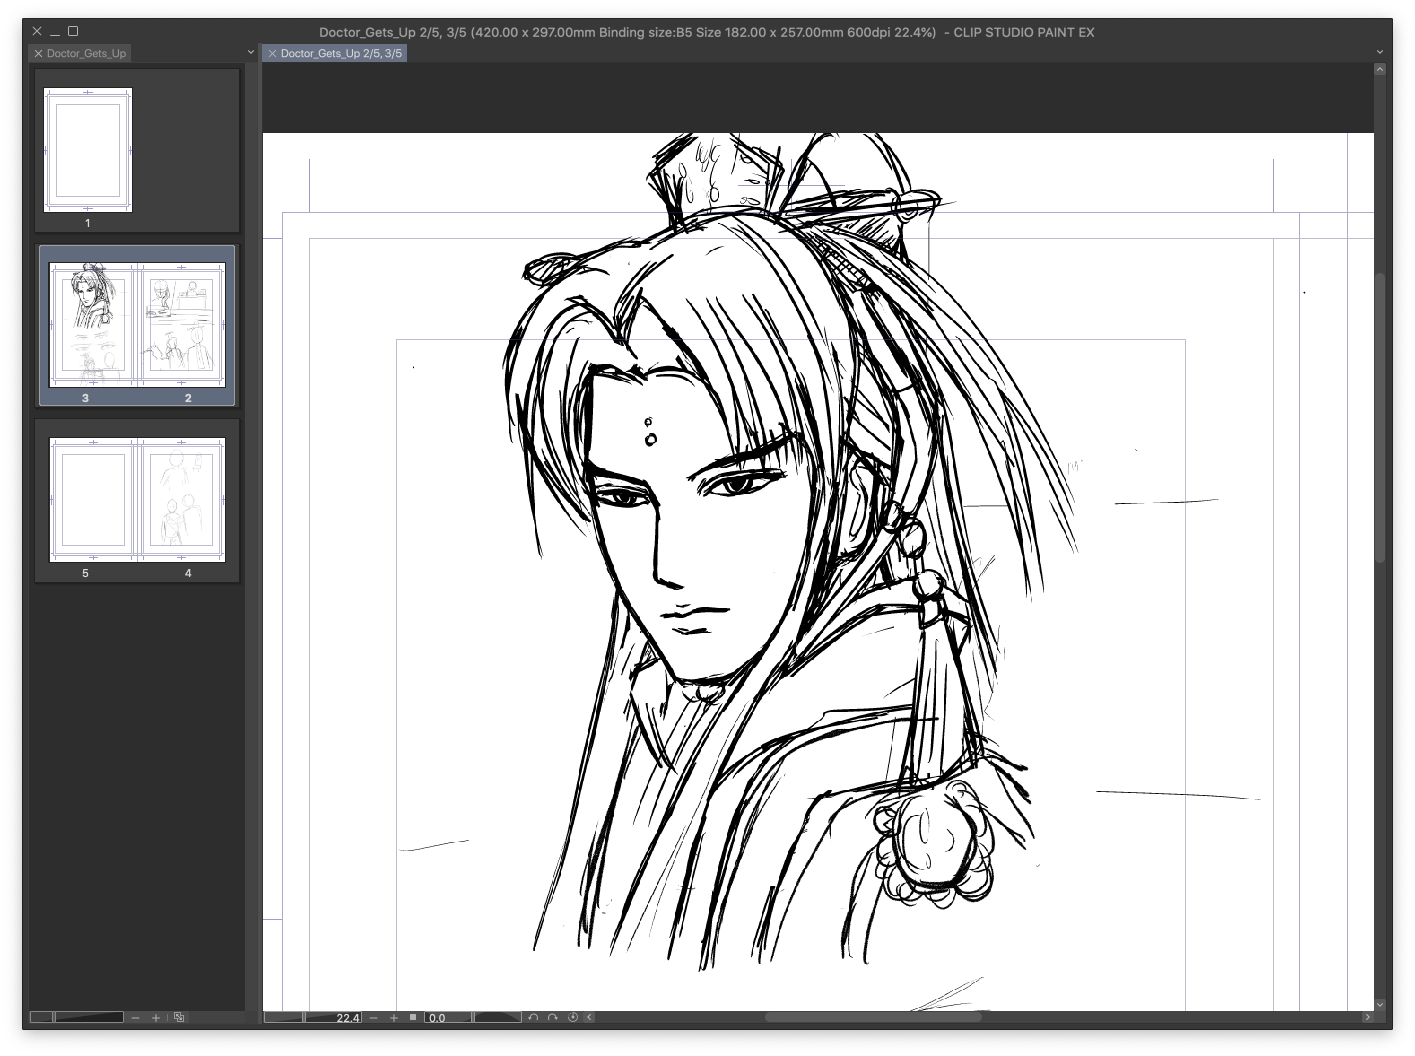 Doctor_Gets_Up 2/5, 3/5 (420.00 x 297.00mm Binding size:B5 Size 182.00 x 257.00mm 600dpi 22.4%) - CLIP STUDIO PAINT EX
Doctor_Gets_Up
Doctor_Gets_Up 2/5, 3/5
1
3 2
5 4
22.4
0.0